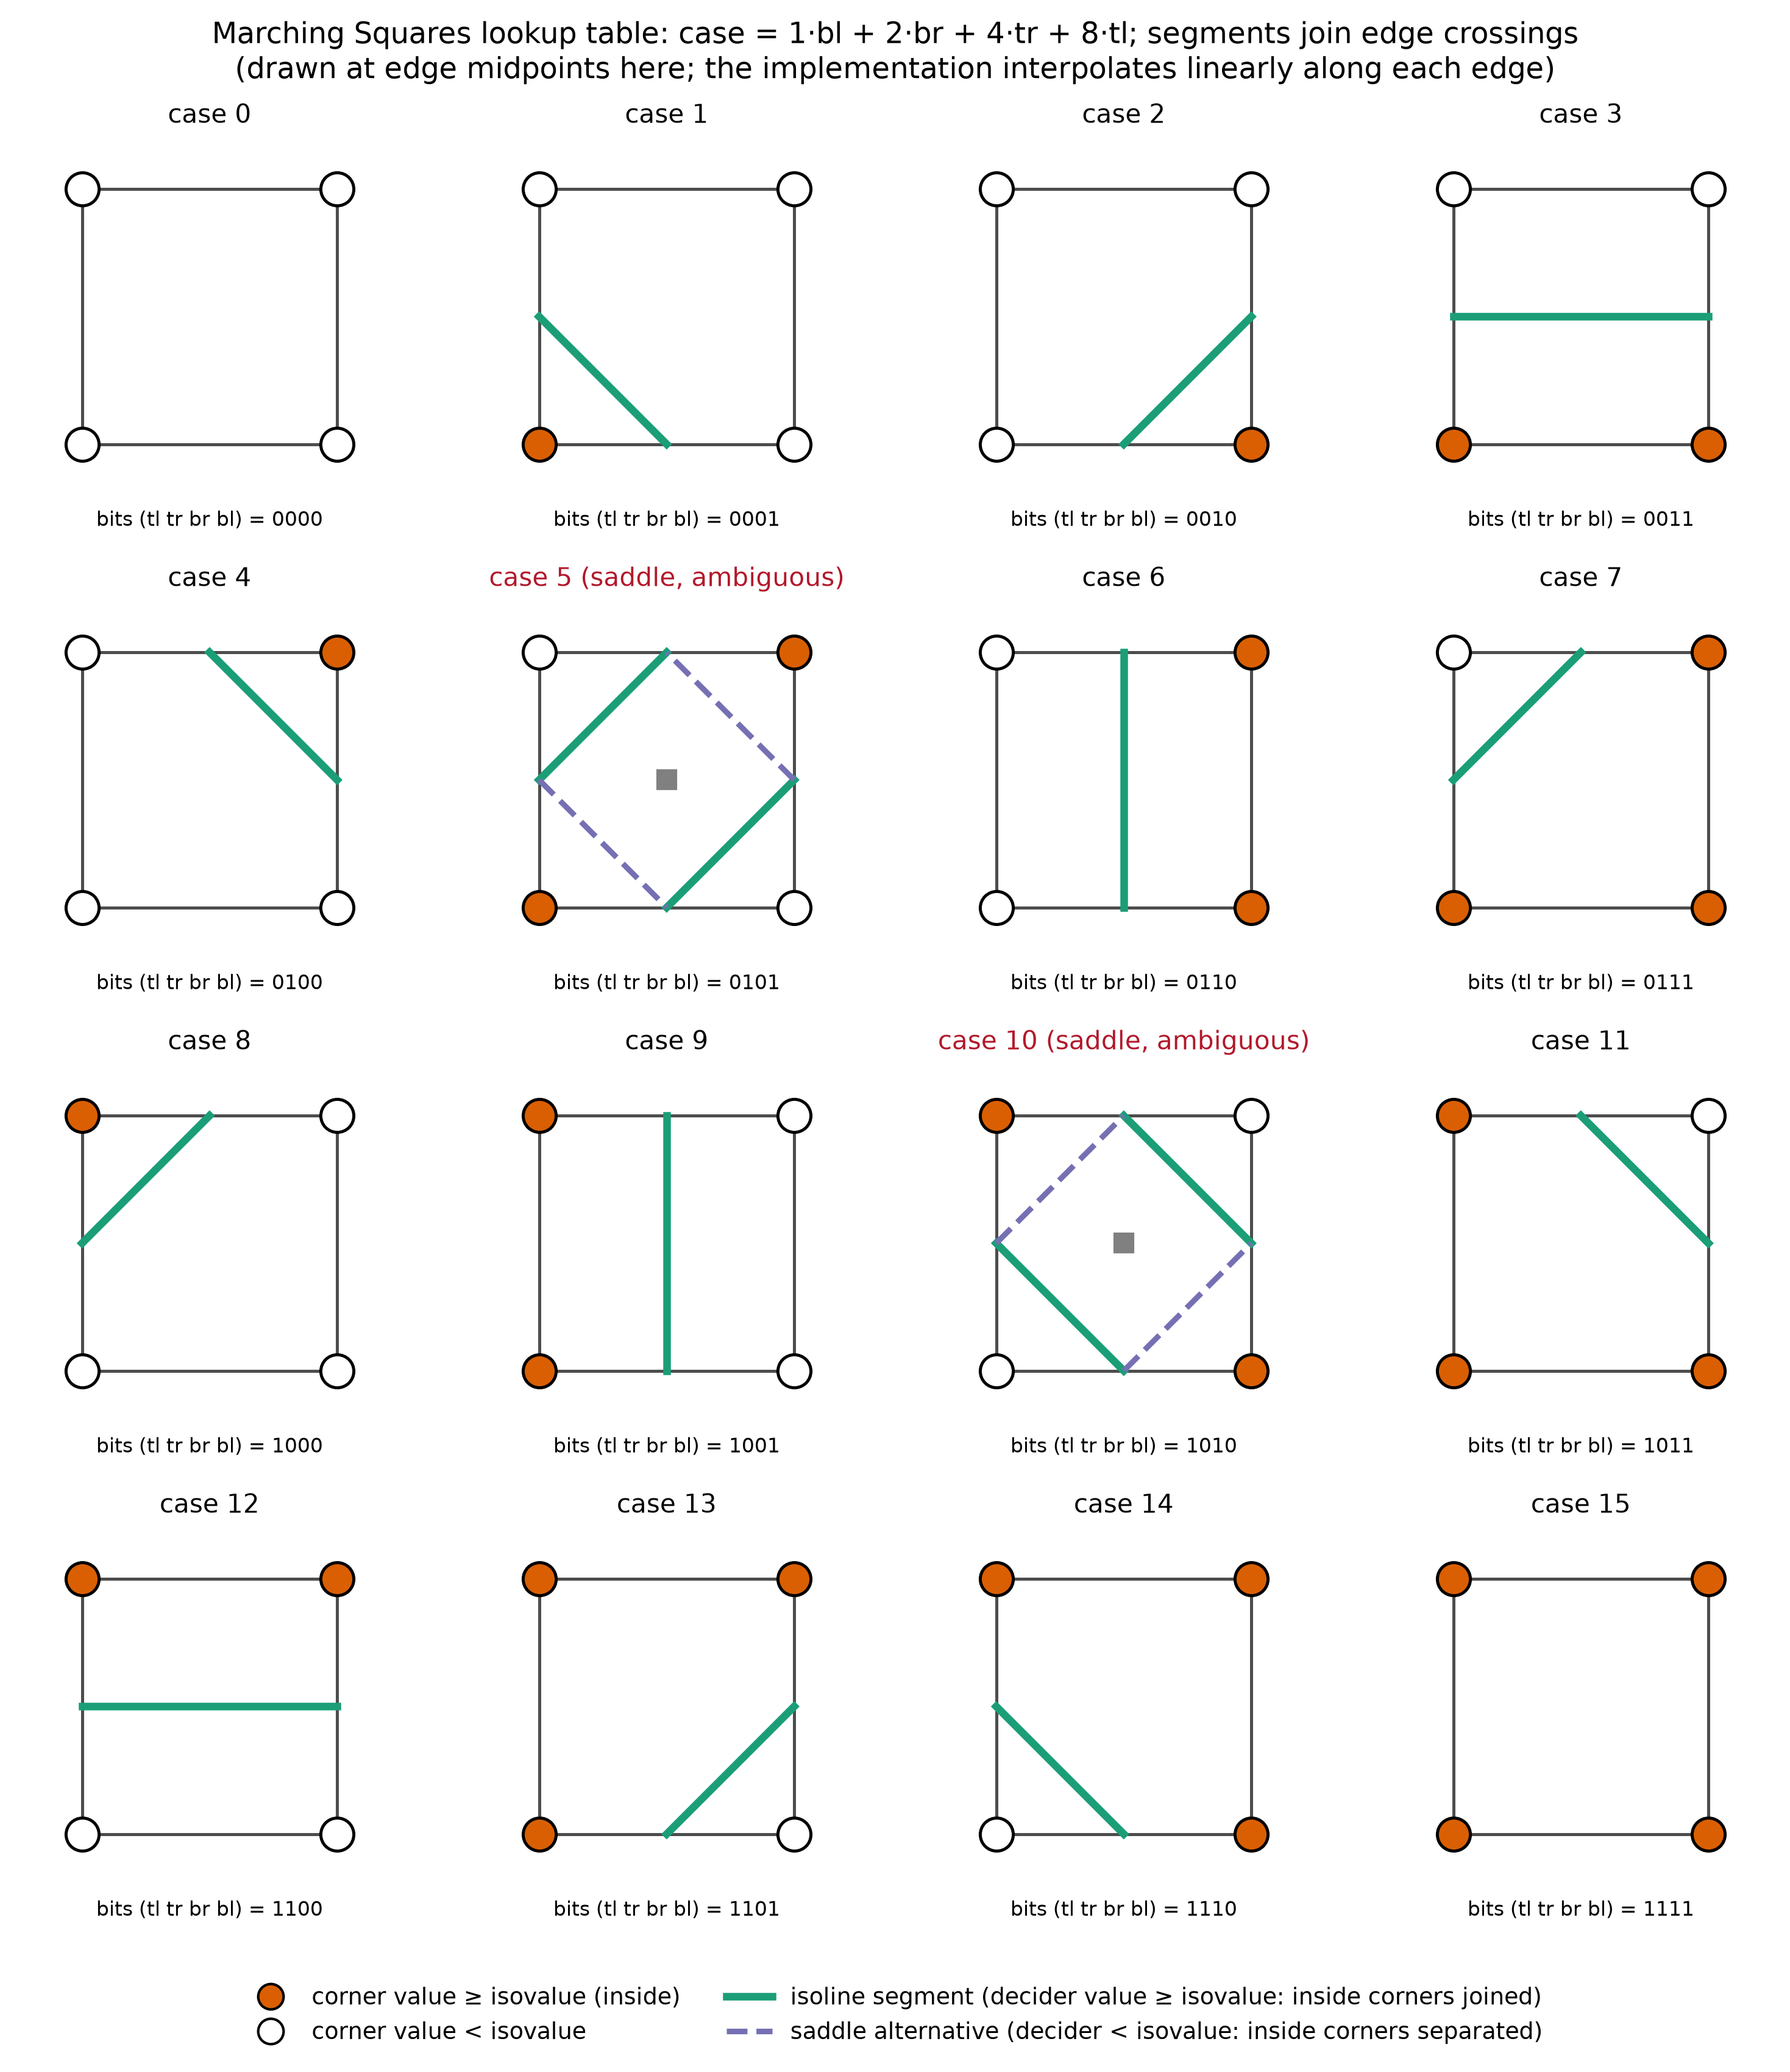 Marching Squares lookup table: case = 1·bl + 2·br + 4·tr + 8·tl; segments join edge crossings
(drawn at edge midpoints here; the implementation interpolates linearly along each edge)
case 0
case 1
case 2
case 3
bits (tl tr br bl) = 0000
bits (tl tr br bl) = 0001
bits (tl tr br bl) = 0010
bits (tl tr br bl) = 0011
case 4
case 5 (saddle, ambiguous)
case 6
case 7
bits (tl tr br bl) = 0100
bits (tl tr br bl) = 0101
bits (tl tr br bl) = 0110
bits (tl tr br bl) = 0111
case 8
case 9
case 10 (saddle, ambiguous)
case 11
bits (tl tr br bl) = 1000
bits (tl tr br bl) = 1001
bits (tl tr br bl) = 1010
bits (tl tr br bl) = 1011
case 12
case 13
case 14
case 15
bits (tl tr br bl) = 1100
bits (tl tr br bl) = 1101
bits (tl tr br bl) = 1110
bits (tl tr br bl) = 1111
corner value ≥ isovalue (inside)
corner value < isovalue
isoline segment (decider value ≥ isovalue: inside corners joined)
saddle alternative (decider < isovalue: inside corners separated)